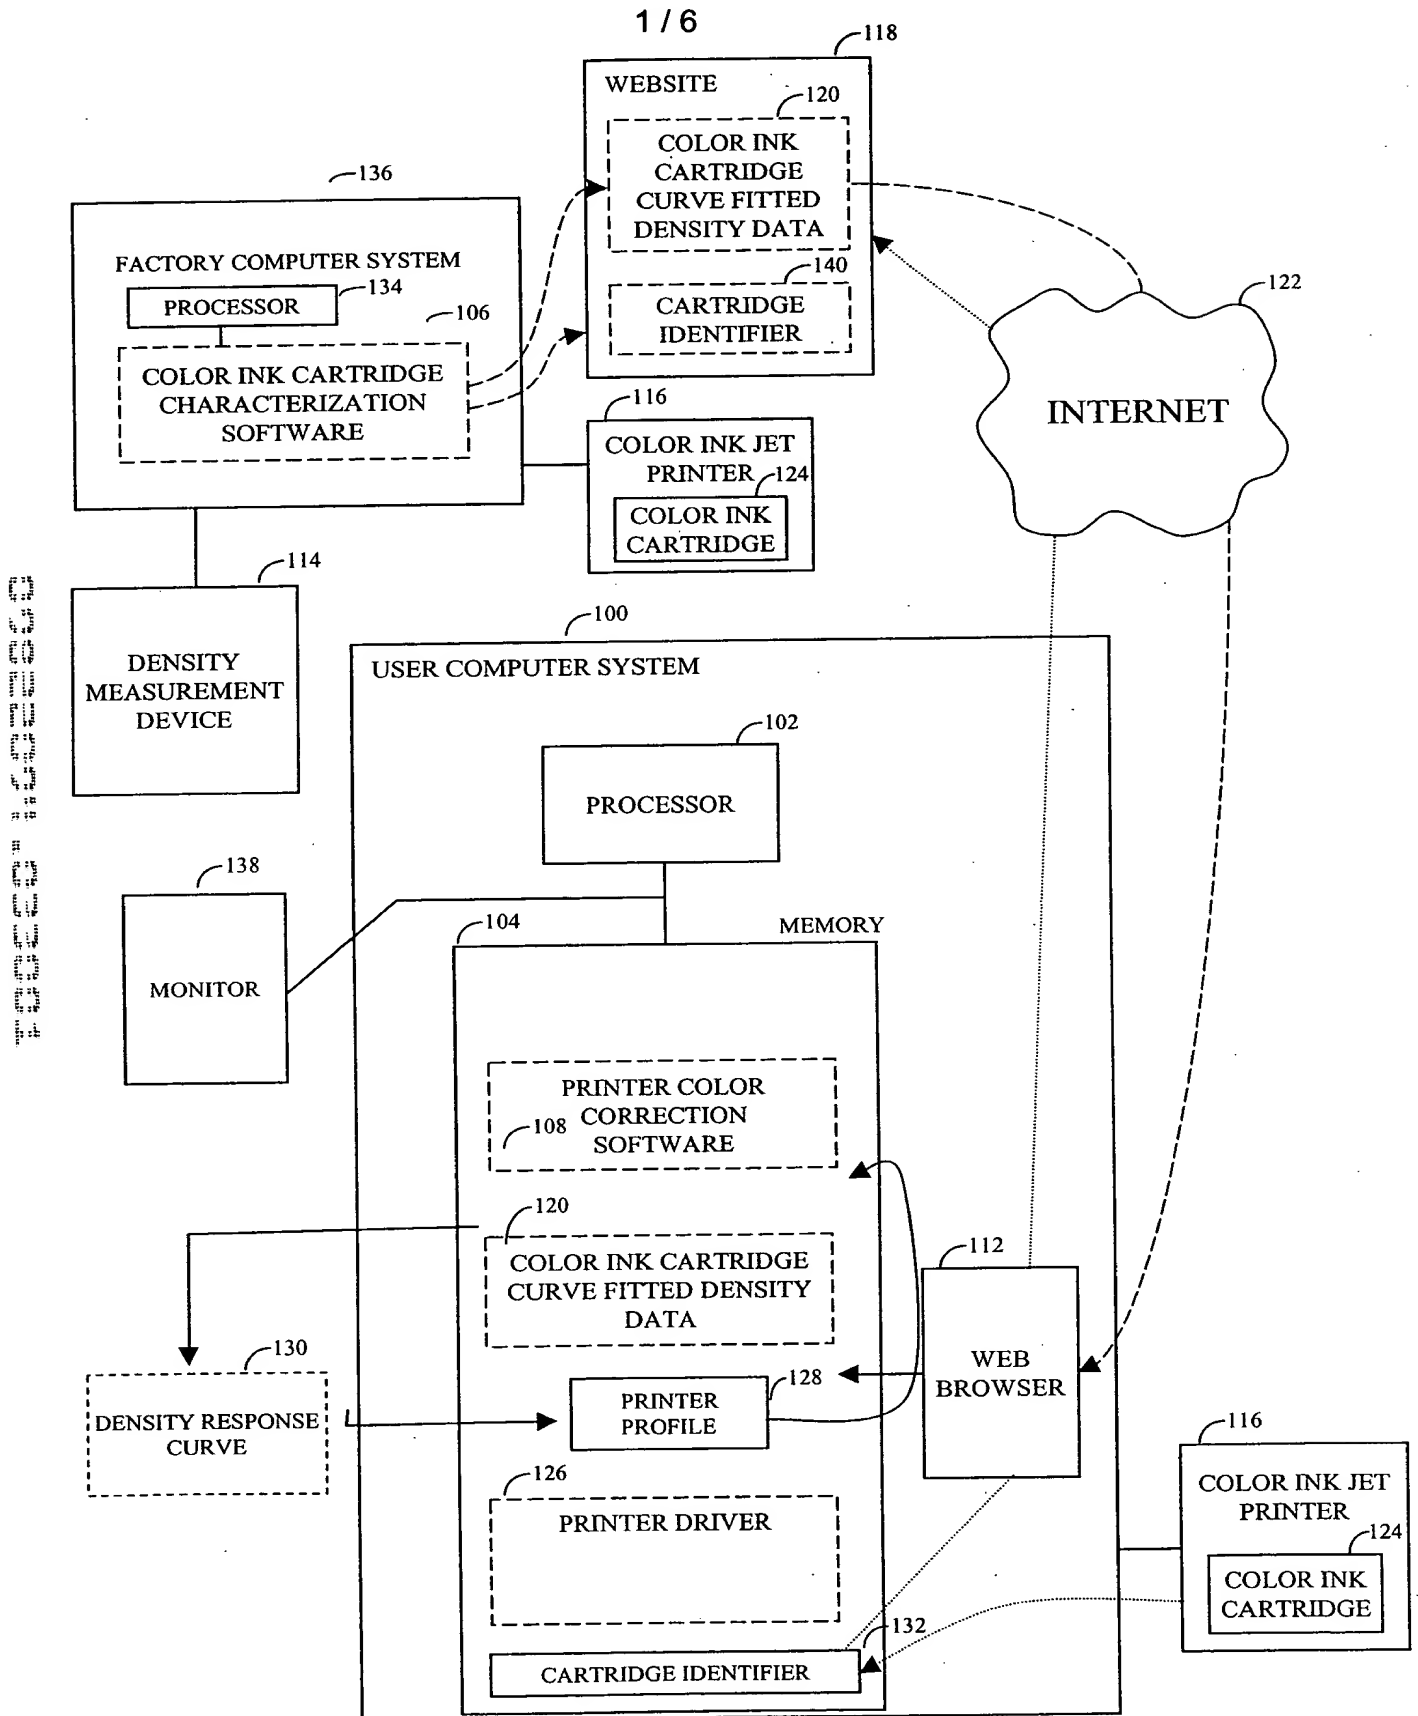 1 / 6
118
WEBSITE
120
COLOR INK
CARTRIDGE
CURVE FITTED
DENSITY DATA
140
CARTRIDGE
IDENTIFIER
136
FACTORY COMPUTER SYSTEM
134
PROCESSOR
106
COLOR INK CARTRIDGE
CHARACTERIZATION
SOFTWARE
122
INTERNET
116
COLOR INK JET
PRINTER
124
COLOR INK
CARTRIDGE
114
DENSITY
MEASUREMENT
DEVICE
100
USER COMPUTER SYSTEM
102
PROCESSOR
138
MONITOR
104
MEMORY
PRINTER COLOR
CORRECTION
SOFTWARE
108
120
COLOR INK CARTRIDGE
CURVE FITTED DENSITY
DATA
112
WEB
BROWSER
130
DENSITY RESPONSE
CURVE
128
PRINTER
PROFILE
126
PRINTER DRIVER
116
COLOR INK JET
PRINTER
124
COLOR INK
CARTRIDGE
132
CARTRIDGE IDENTIFIER